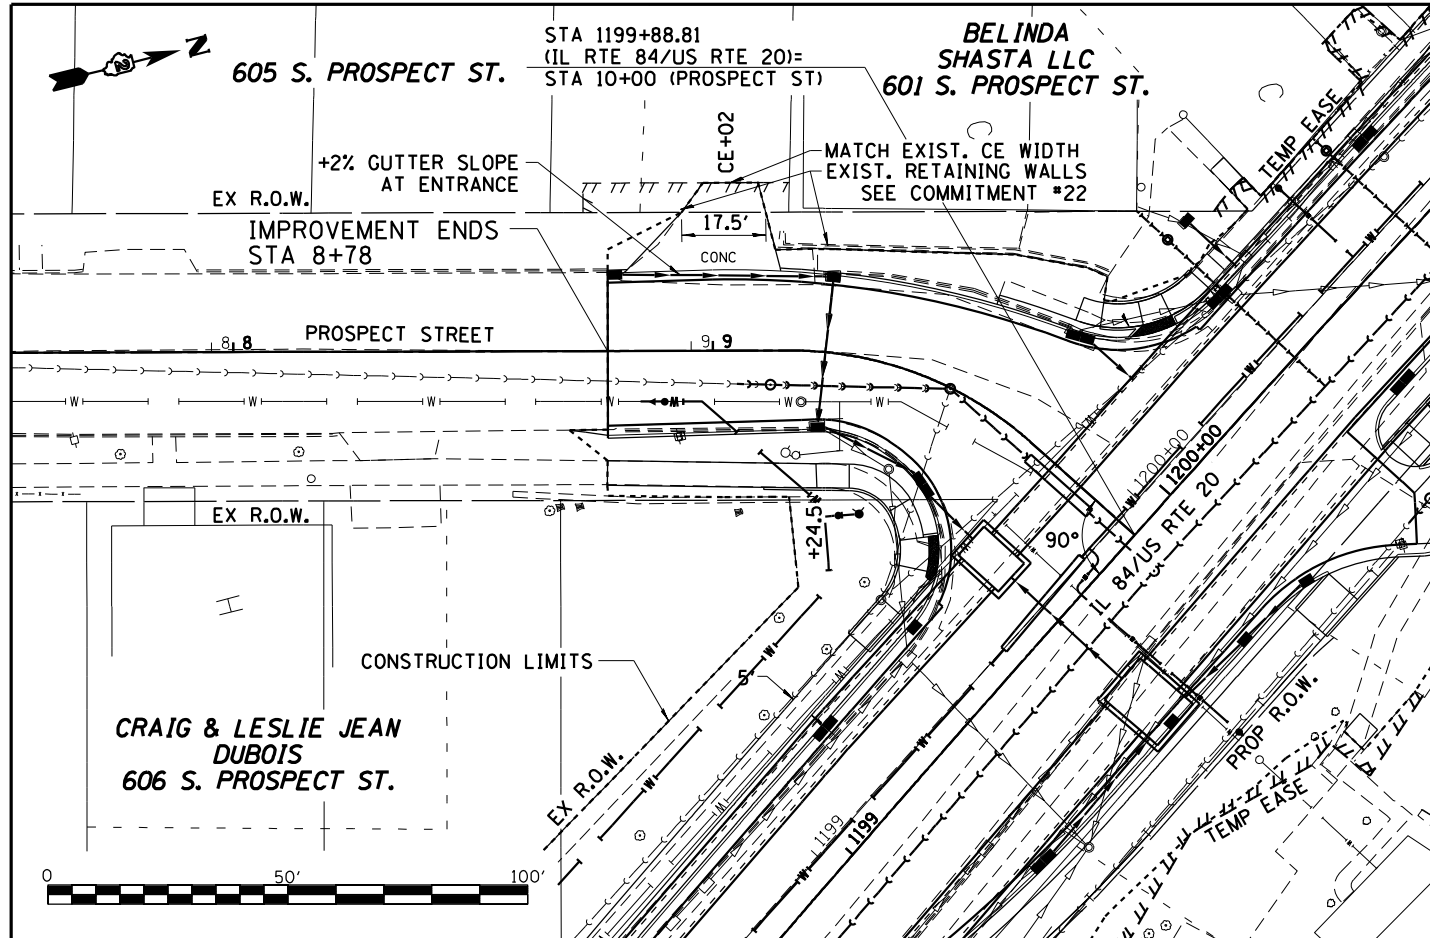 STA 1199+88.81
(IL RTE 84/US RTE 20)=
STA 10+00 (PROSPECT ST)
BELINDA
SHASTA LLC
601 S. PROSPECT ST.
N
605 S. PROSPECT ST.
TEMP EASE
CE+02
+2% GUTTER SLOPE
AT ENTRANCE
MATCH EXIST. CE WIDTH
EXIST. RETAINING WALLS
SEE COMMITMENT #22
EX R.O.W.
IMPROVEMENT ENDS
STA 8+78
17.5'
CONC
PROSPECT STREET
8
8
9
9
W
W
W
W
W
W
W
W
W
1200+00
1200+00
EX R.O.W.
+24.5'
90°
IL 84/US RTE 20
CONSTRUCTION LIMITS
5'
W
W
W
W
CRAIG & LESLIE JEAN
DUBOIS
606 S. PROSPECT ST.
EX R.O.W.
PROP R.O.W.
TEMP EASE
1199
1199
W
W
0
50'
100'